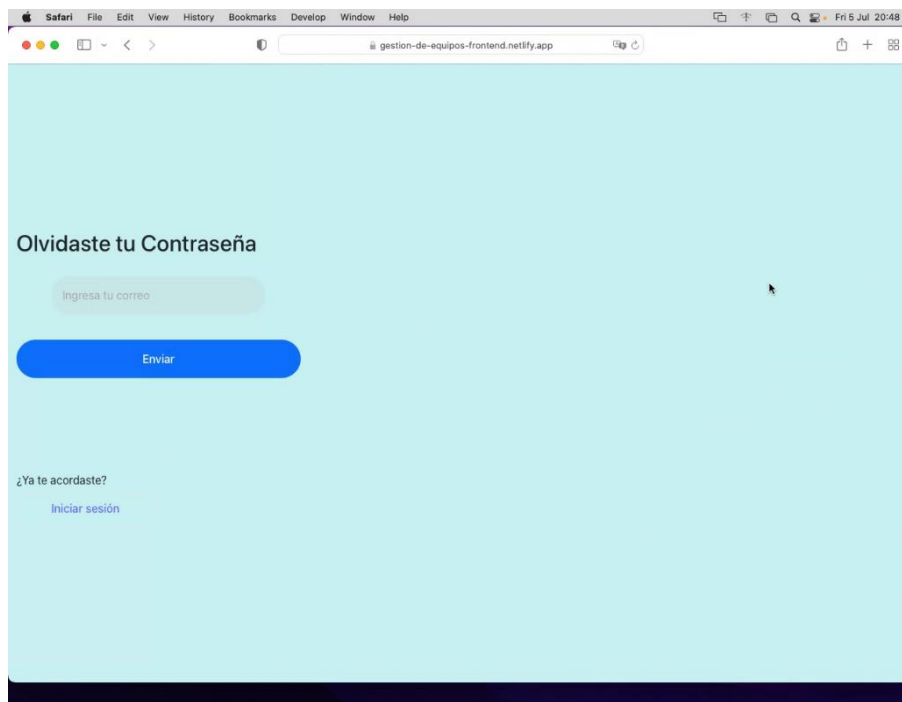 Safari File Edit View History Bookmarks Develop Window Help Fri 5 Jul 20:48
gestion-de-equipos-frontend.netlify.app
Olvidaste tu Contraseña
Ingresa tu correo
Enviar
¿Ya te acordaste?
Iniciar sesión